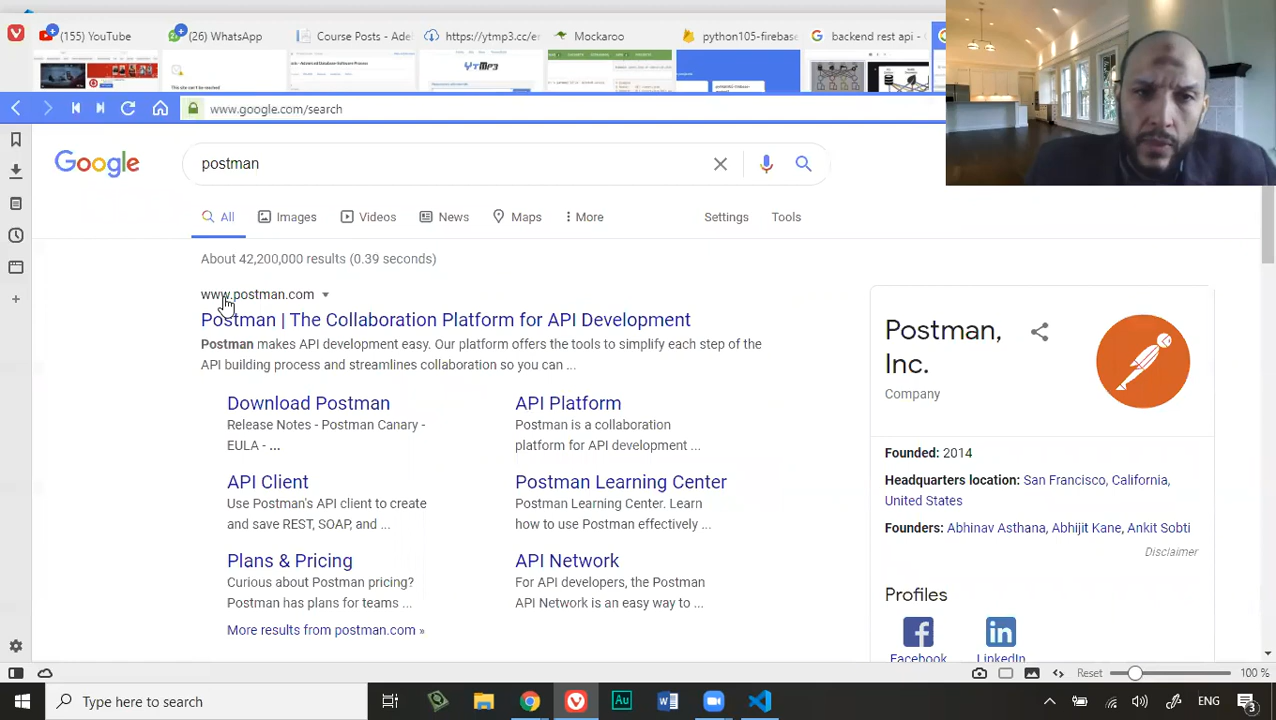 (155) YouTube
(26) WhatsApp
Course Posts - Ade
https://ytmp3.cc/e
Mockaroo
python105-firebase
backend rest api -
YTMP3
www.google.com/search
Google
postman
All
Images
Videos
News
Maps
More
Settings
Tools
About 42,200,000 results (0.39 seconds)
www.postman.com
Postman | The Collaboration Platform for API Development
Postman makes API development easy. Our platform offers the tools to simplify each step of the
API building process and streamlines collaboration so you can ...
Download Postman
Release Notes - Postman Canary -
EULA - ...
API Platform
Postman is a collaboration
platform for API development ...
API Client
Use Postman's API client to create
and save REST, SOAP, and ...
Postman Learning Center
Postman Learning Center. Learn
how to use Postman effectively ...
Plans & Pricing
Curious about Postman pricing?
Postman has plans for teams ...
API Network
For API developers, the Postman
API Network is an easy way to ...
More results from postman.com »
Postman,
Inc.
Company
Founded: 2014
Headquarters location: San Francisco, California,
United States
Founders: Abhinav Asthana, Abhijit Kane, Ankit Sobti
Disclaimer
Profiles
Facebook
LinkedIn
Reset
100 %
Type here to search
Au
ENG
3